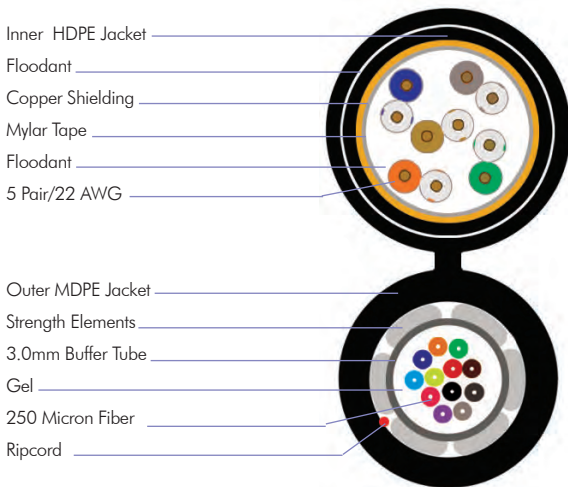 Inner HDPE Jacket
Floodant
Copper Shielding
Mylar Tape
Floodant
5 Pair/22 AWG
Outer MDPE Jacket
Strength Elements
3.0mm Buffer Tube
Gel
250 Micron Fiber
Ripcord